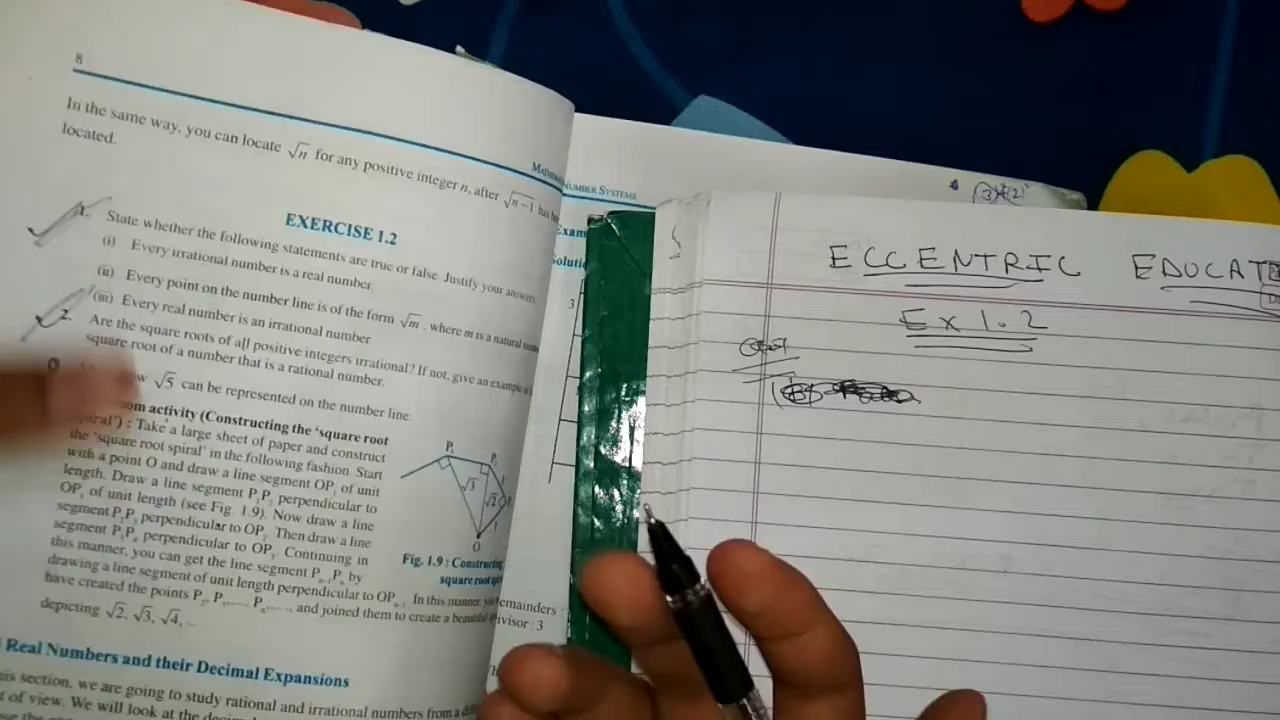 8
In the same way, you can locate √n for any positive integer n, after √n−1 has
located.
EXERCISE 1.2
1. State whether the following statements are true or false. Justify your answers.
(i) Every irrational number is a real number.
(ii) Every point on the number line is of the form √m , where m is a natural
(iii) Every real number is an irrational number.
2. Are the square roots of all positive integers irrational? If not, give an example of
square root of a number that is a rational number.
√5 can be represented on the number line.
activity (Constructing the ‘square root
spiral’) : Take a large sheet of paper and construct
the ‘square root spiral’ in the following fashion. Start
with a point O and draw a line segment OP₁ of unit
length. Draw a line segment P₁P₂ perpendicular to
OP₁ of unit length (see Fig. 1.9). Now draw a line
segment P₂P₃ perpendicular to OP₂. Then draw a line
segment P₃P₄ perpendicular to OP₃. Continuing in
this manner, you can get the line segment Pₙ₋₁Pₙ by
drawing a line segment of unit length perpendicular to OPₙ₋₁. In this manner, you
have created the points P₂, P₃,...., Pₙ,.... ., and joined them to create a beautiful
depicting √2, √3, √4, ...
√3
√2
1
O
Fig. 1.9 : Constructing
square root
Real Numbers and their Decimal Expansions
section, we are going to study rational and irrational numbers from a
of view. We will look at the
NUMBER SYSTEMS
3
emainders
ivisor : 3
ECCENTRIC EDUCAT
Ex 1.2